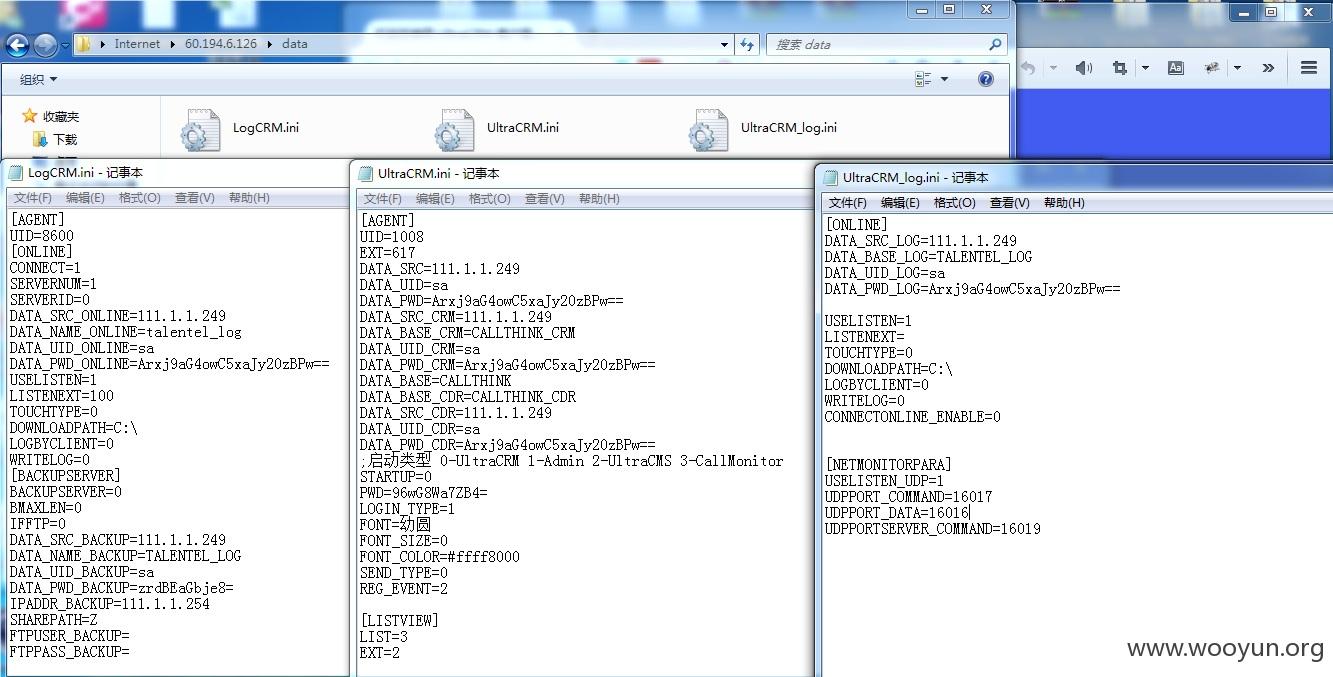 Internet ▸ 60.194.6.126 ▸ data
搜索 data
组织
收藏夹
下载
LogCRM.ini
UltraCRM.ini
UltraCRM_log.ini
LogCRM.ini - 记事本
文件(F) 编辑(E) 格式(O) 查看(V) 帮助(H)
[AGENT]
UID=8600
[ONLINE]
CONNECT=1
SERVERNUM=1
SERVERID=0
DATA_SRC_ONLINE=111.1.1.249
DATA_NAME_ONLINE=talentel_log
DATA_UID_ONLINE=sa
DATA_PWD_ONLINE=Arxj9aG4owC5xaJy20zBPw==
USELISTEN=1
LISTENEXT=100
TOUCHTYPE=0
DOWNLOADPATH=C:\
LOGBYCLIENT=0
WRITELOG=0
[BACKUPSERVER]
BACKUPSERVER=0
BMAXLEN=0
IFFTP=0
DATA_SRC_BACKUP=111.1.1.249
DATA_NAME_BACKUP=TALENTEL_LOG
DATA_UID_BACKUP=sa
DATA_PWD_BACKUP=zrdBEaGbje8=
IPADDR_BACKUP=111.1.1.254
SHAREPATH=Z
FTPUSER_BACKUP=
FTPPASS_BACKUP=
UltraCRM.ini - 记事本
文件(F) 编辑(E) 格式(O) 查看(V) 帮助(H)
[AGENT]
UID=1008
EXT=617
DATA_SRC=111.1.1.249
DATA_UID=sa
DATA_PWD=Arxj9aG4owC5xaJy20zBPw==
DATA_SRC_CRM=111.1.1.249
DATA_BASE_CRM=CALLTHINK_CRM
DATA_UID_CRM=sa
DATA_PWD_CRM=Arxj9aG4owC5xaJy20zBPw==
DATA_BASE=CALLTHINK
DATA_BASE_CDR=CALLTHINK_CDR
DATA_SRC_CDR=111.1.1.249
DATA_UID_CDR=sa
DATA_PWD_CDR=Arxj9aG4owC5xaJy20zBPw==
;启动类型 0-UltraCRM 1-Admin 2-UltraCMS 3-CallMonitor
STARTUP=0
PWD=96wG8Wa7ZB4=
LOGIN_TYPE=1
FONT=幼圆
FONT_SIZE=0
FONT_COLOR=#ffff8000
SEND_TYPE=0
REG_EVENT=2
[LISTVIEW]
LIST=3
EXT=2
UltraCRM_log.ini - 记事本
文件(F) 编辑(E) 格式(O) 查看(V) 帮助(H)
[ONLINE]
DATA_SRC_LOG=111.1.1.249
DATA_BASE_LOG=TALENTEL_LOG
DATA_UID_LOG=sa
DATA_PWD_LOG=Arxj9aG4owC5xaJy20zBPw==
USELISTEN=1
LISTENEXT=
TOUCHTYPE=0
DOWNLOADPATH=C:\
LOGBYCLIENT=0
WRITELOG=0
CONNECTONLINE_ENABLE=0
[NETMONITORPARA]
USELISTEN_UDP=1
UDPPORT_COMMAND=16017
UDPPORT_DATA=16016
UDPPORTSERVER_COMMAND=16019
www.wooyun.org